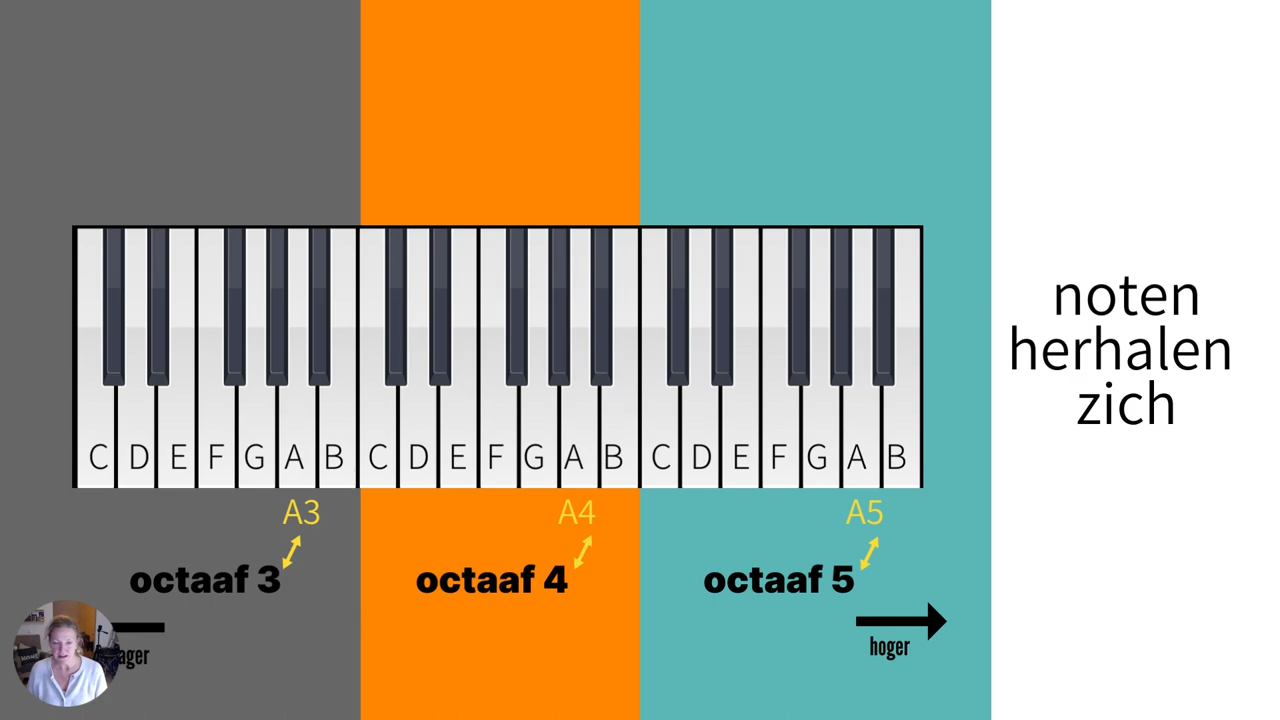 C D E F G A B C D E F G A B C D E F G A B
A3 A4 A5
octaaf 3 octaaf 4 octaaf 5
hoger
noten
herhalen
zich